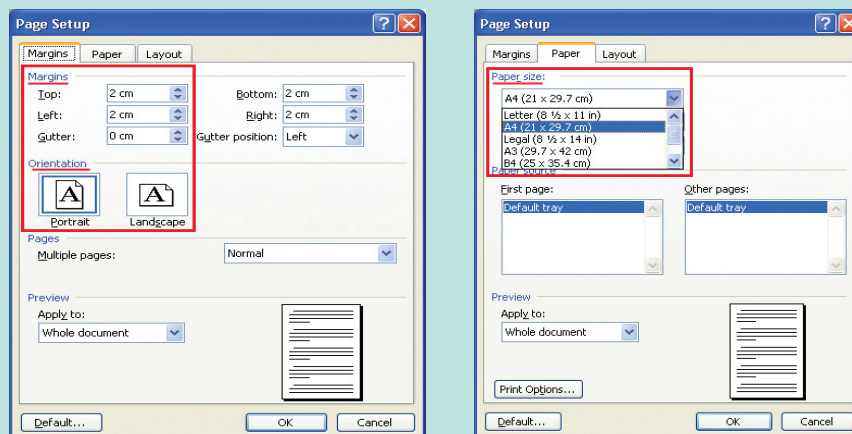 Page Setup
Margins Paper Layout
Margins
Top: 2 cm Bottom: 2 cm
Left: 2 cm Right: 2 cm
Gutter: 0 cm Gutter position: Left
Orientation
A A
Portrait Landscape
Pages
Multiple pages: Normal
Preview
Apply to:
Whole document
Default... OK Cancel
Page Setup
Margins Paper Layout
Paper size:
A4 (21 x 29.7 cm)
Letter (8 ½ x 11 in)
A4 (21 x 29.7 cm)
Legal (8 ½ x 14 in)
A3 (29.7 x 42 cm)
B4 (25 x 35.4 cm)
Paper source
First page: Other pages:
Default tray Default tray
Preview
Apply to:
Whole document
Print Options...
Default... OK Cancel